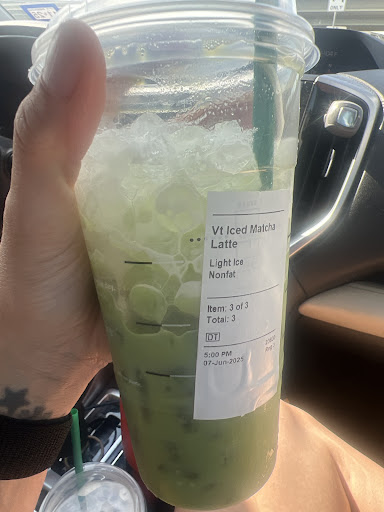 Vt Iced Matcha
Latte
Light Ice
Nonfat
Item: 3 of 3
Total: 3
DT
5:00 PM
07-Jun-2025